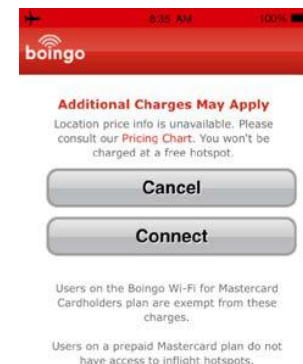 8:35 AM 100%
boingo
Additional Charges May Apply
Location price info is unavailable. Please
consult our Pricing Chart. You won't be
charged at a free hotspot.
Cancel
Connect
Users on the Boingo Wi-Fi for Mastercard
Cardholders plan are exempt from these
charges.
Users on a prepaid Mastercard plan do not
have access to inflight hotspots.